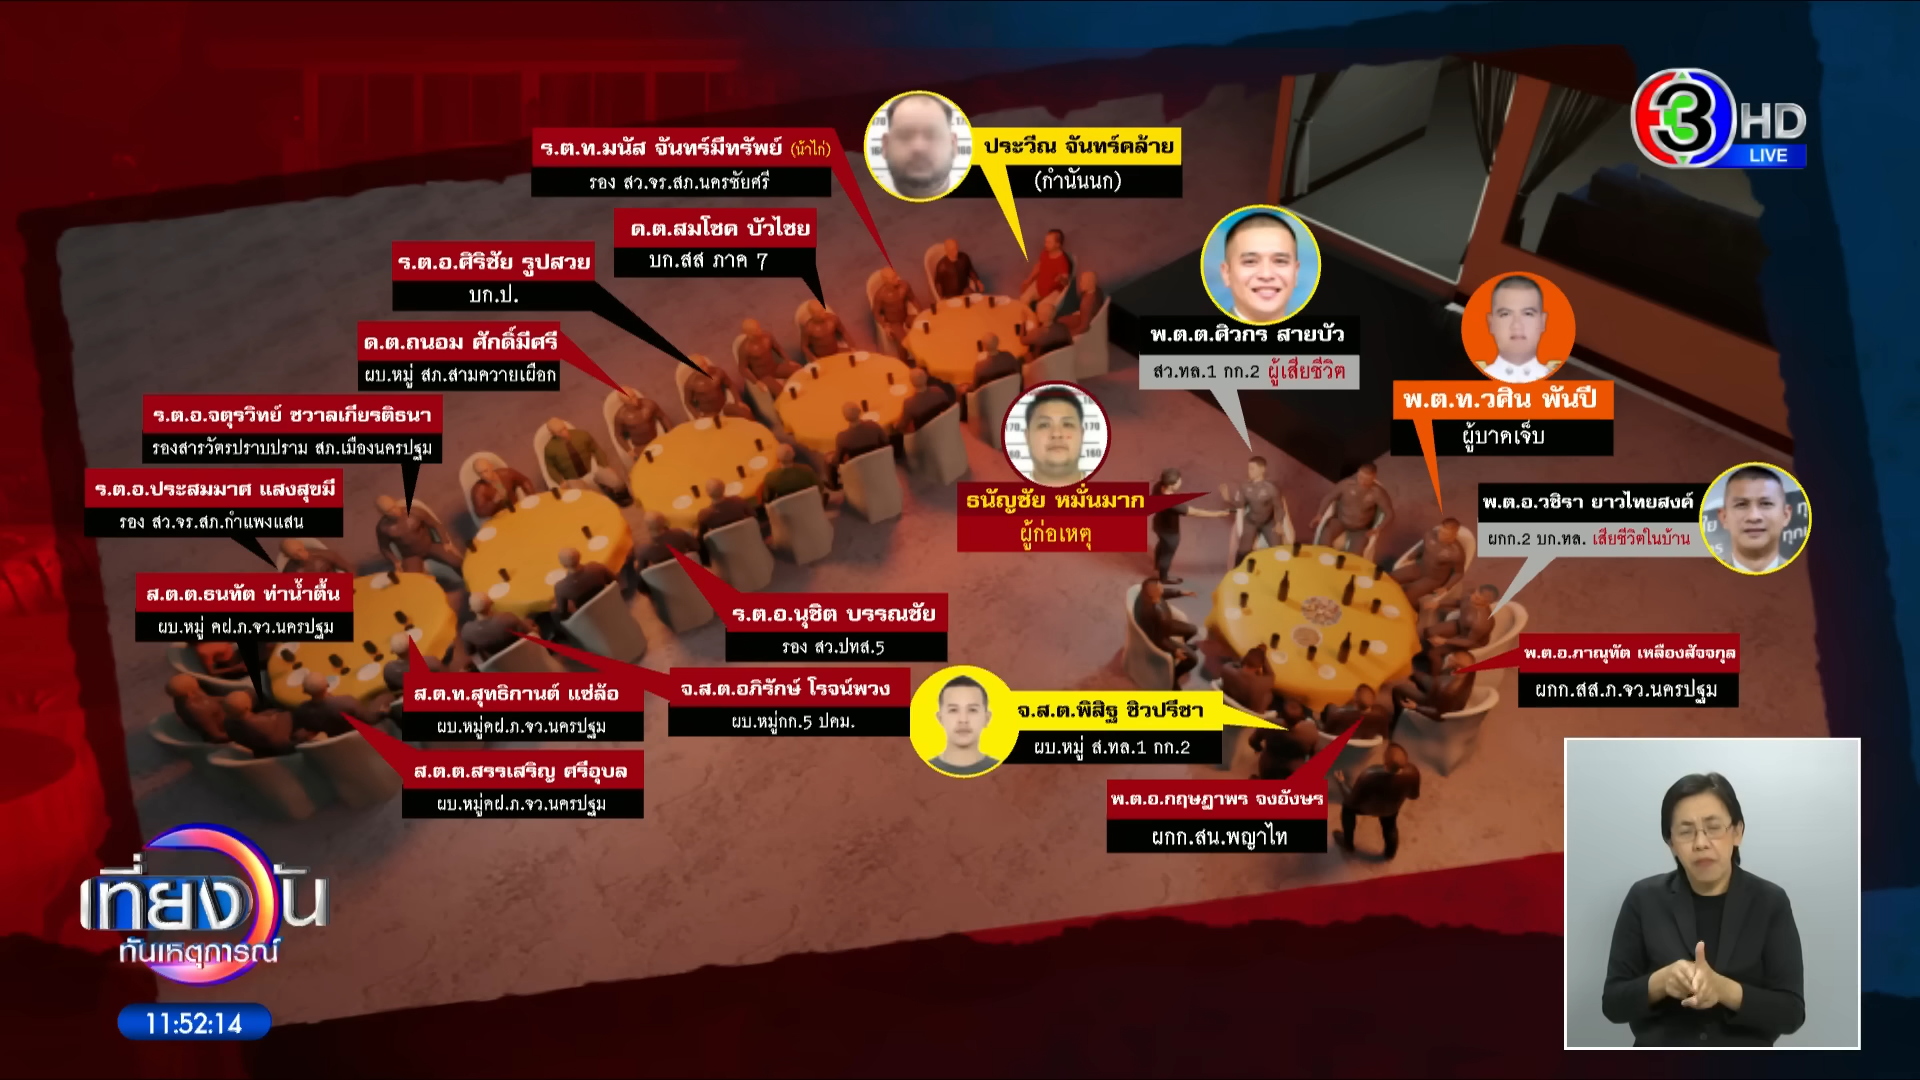 3 HD
LIVE
ร.ต.ท.มนัส จันทร์มีทรัพย์ (น้าไก่)
รอง สว.จร.สภ.นครชัยศรี
ประวีณ จันทร์คล้าย
(กำนันนก)
ด.ต.สมโชค บัวไชย
บก.สส ภาค 7
ร.ต.อ.ศิริชัย รูปสวย
บก.ป.
พ.ต.ต.ศิวกร สายบัว
สว.ทล.1 กก.2 ผู้เสียชีวิต
ด.ต.ถนอม ศักดิ์มีศรี
ผบ.หมู่ สภ.สามควายเผือก
พ.ต.ท.วศิน พันปี
ผู้บาดเจ็บ
ร.ต.อ.จตุรวิทย์ ชวาลเกียรติธนา
รองสารวัตรปราบปราม สภ.เมืองนครปฐม
ร.ต.อ.ประสมมาศ แสงสุขมี
รอง สว.จร.สภ.กำแพงแสน
ธนัญชัย หมั่นมาก
ผู้ก่อเหตุ
พ.ต.อ.วชิรา ยาวไทยสงค์
ผกก.2 บก.ทล. เสียชีวิตในบ้าน
ส.ต.ต.ธนทัต ท่าน้ำตื้น
ผบ.หมู่ คฝ.ภ.จว.นครปฐม
ร.ต.อ.นุชิต บรรณชัย
รอง สว.ปทส.5
พ.ต.อ.ภาณุทัต เหลืองสัจจกุล
ผกก.สส.ภ.จว.นครปฐม
ส.ต.ท.สุทธิกานต์ แซ่ล้อ
ผบ.หมู่คฝ.ภ.จว.นครปฐม
จ.ส.ต.อภิรักษ์ โรจน์พวง
ผบ.หมู่กก.5 ปคม.
จ.ส.ต.พิสิฐ ชิวปรีชา
ผบ.หมู่ ส.ทล.1 กก.2
ส.ต.ต.สรรเสริญ ศรีอุบล
ผบ.หมู่คฝ.ภ.จว.นครปฐม
พ.ต.อ.กฤษฎาพร จงอังษร
ผกก.สน.พญาไท
เที่ยงวัน
ทันเหตุการณ์
11:52:14